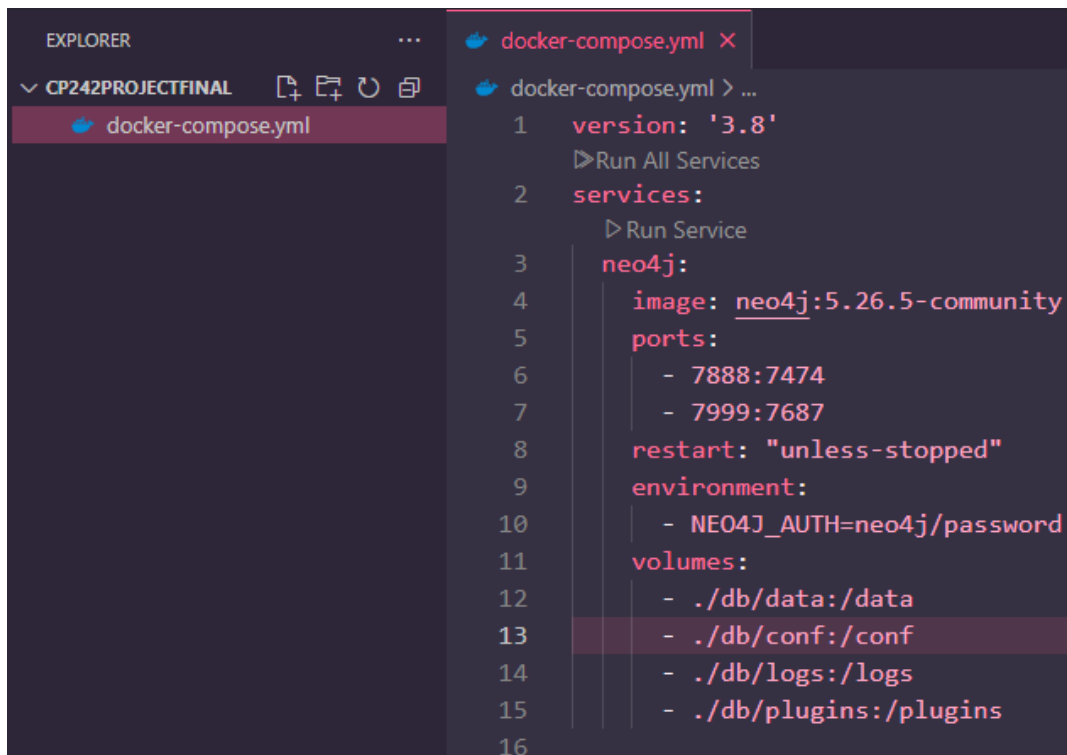 EXPLORER ...
CP242PROJECTFINAL
docker-compose.yml
docker-compose.yml ×
docker-compose.yml > ...
1 version: '3.8'
Run All Services
2 services:
Run Service
3 neo4j:
4 image: neo4j:5.26.5-community
5 ports:
6 - 7888:7474
7 - 7999:7687
8 restart: "unless-stopped"
9 environment:
10 - NEO4J_AUTH=neo4j/password
11 volumes:
12 - ./db/data:/data
13 - ./db/conf:/conf
14 - ./db/logs:/logs
15 - ./db/plugins:/plugins
16